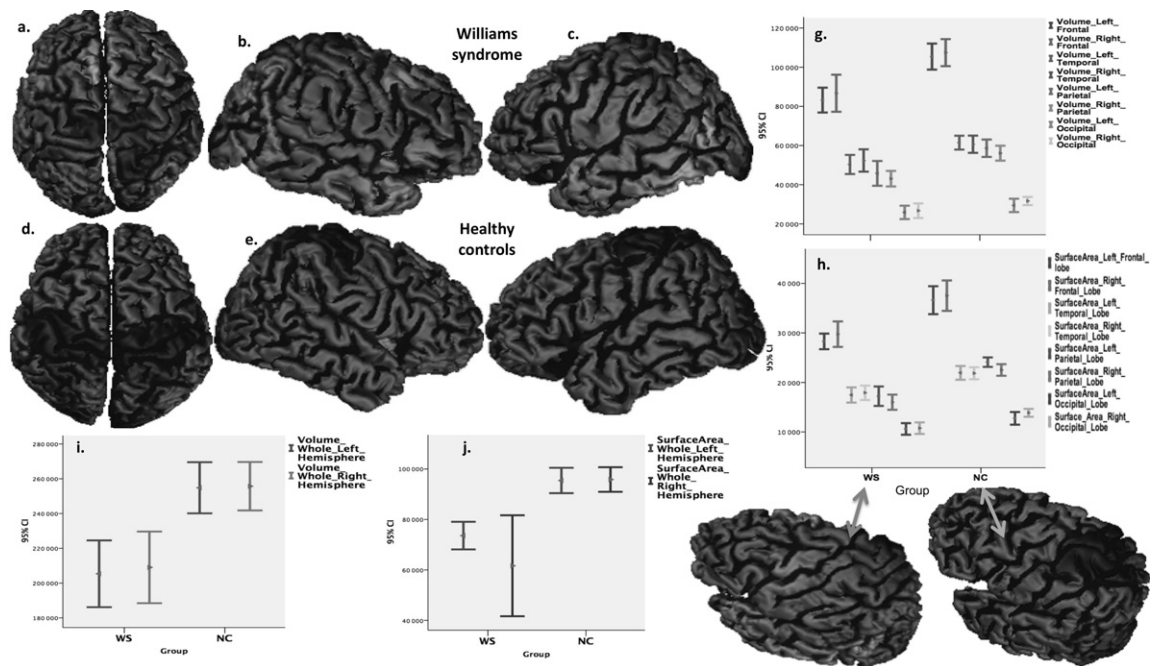 a.
b.
Williams
syndrome
c.
d.
e.
Healthy
controls
g.
120 000
100 000
80 000
60 000
40 000
20 000
95% CI
Volume_Left_
Frontal
Volume_Right_
Frontal
Volume_Left_
Temporal
Volume_Right_
Temporal
Volume_Left_
Parietal
Volume_Right_
Parietal
Volume_Left_
Occipital
Volume_Right_
Occipital
h.
40 000
30 000
20 000
10 000
95% CI
WS
Group
NC
SurfaceArea_Left_Frontal_
lobe
SurfaceArea_Right_
Frontal_Lobe
SurfaceArea_Left_
Temporal_Lobe
SurfaceArea_Right_
Temporal_Lobe
SurfaceArea_Left_
Parietal_Lobe
SurfaceArea_Right_
Parietal_Lobe
SurfaceArea_Left_
Occipital_Lobe
Surface_Area_Right_
Occipital_Lobe
i.
280 000
260 000
240 000
220 000
200 000
180 000
95% CI
WS
NC
Group
Volume_
Whole_Left_
Hemisphere
Volume_
Whole_Right_
Hemisphere
j.
100 000
80 000
60 000
40 000
95% CI
WS
NC
Group
SurfaceArea_
Whole_Left_
Hemisphere
SurfaceArea_
Whole_
Right_
Hemisphere